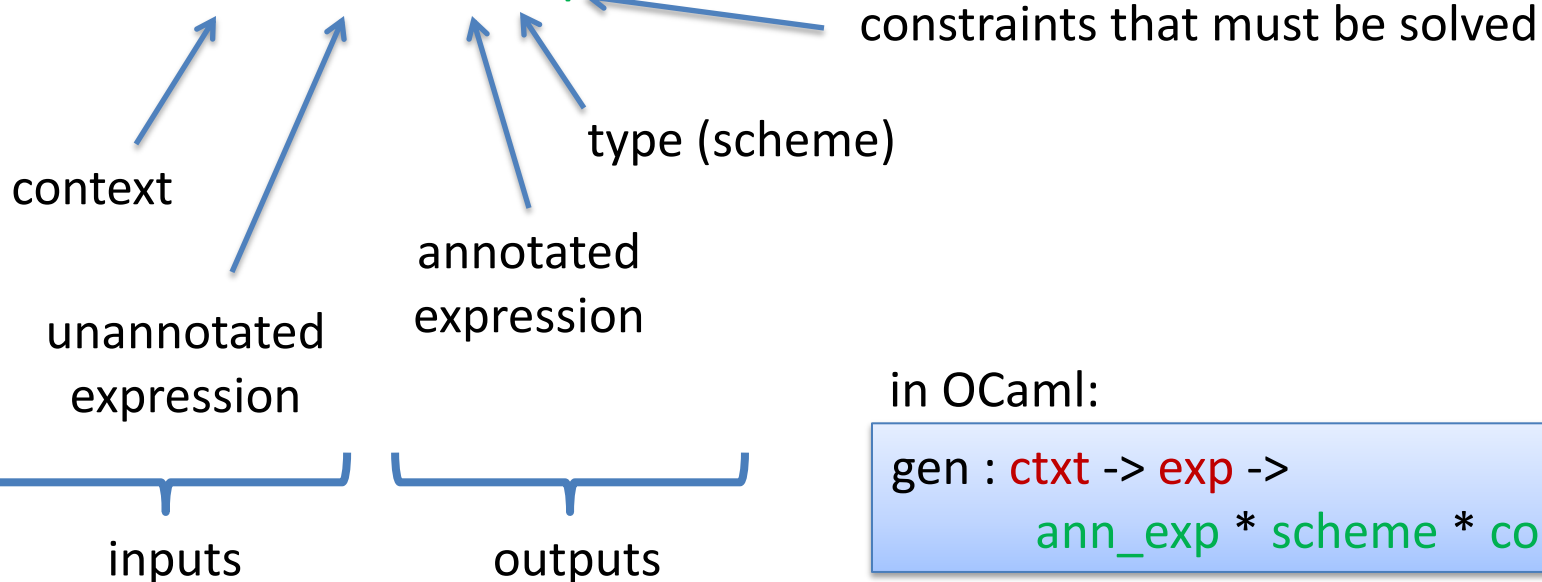 constraints that must be solved
type (scheme)
context
annotated
expression
unannotated
expression
in OCaml:
gen : ctxt -> exp ->
ann_exp * scheme * co
inputs
outputs